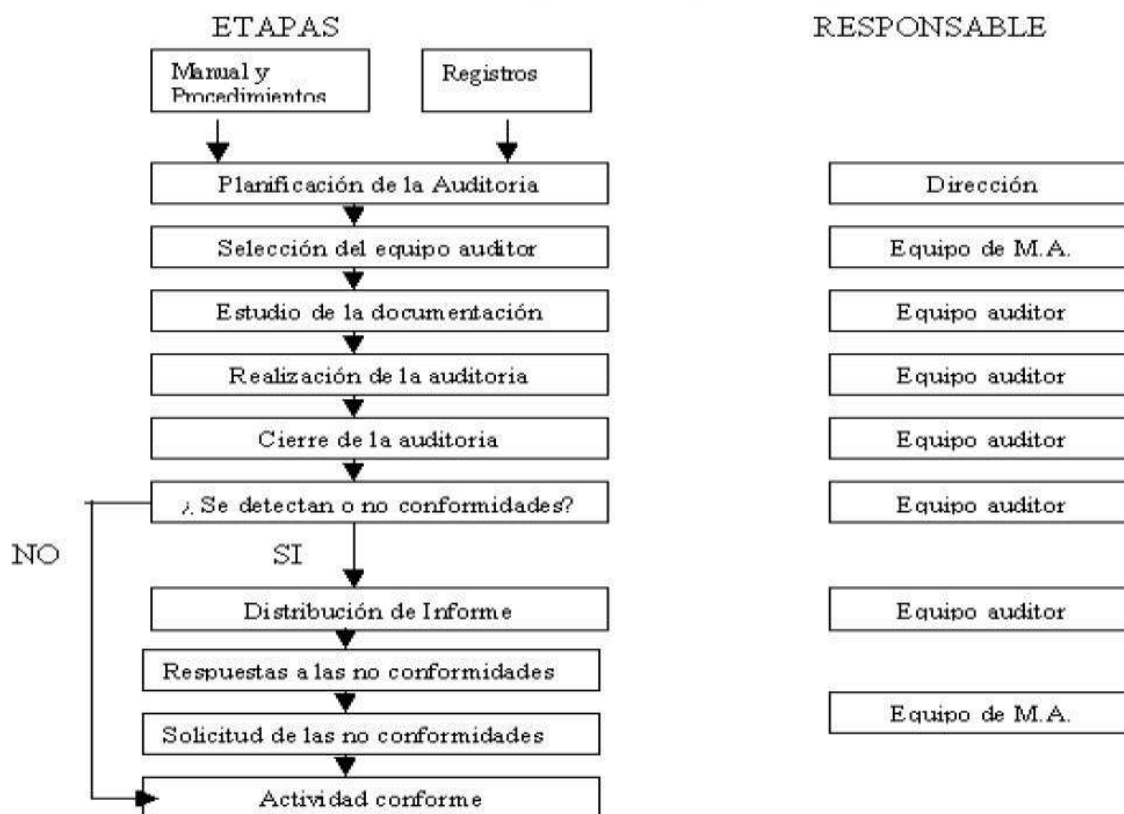 ETAPAS RESPONSABLE
Manual y
Procedimientos
Registros
Planificación de la Auditoria Dirección
Selección del equipo auditor Equipo de M.A.
Estudio de la documentación Equipo auditor
Realización de la auditoria Equipo auditor
Cierre de la auditoria Equipo auditor
¿ Se detectan o no conformidades? Equipo auditor
NO SI
Distribución de Informe Equipo auditor
Respuestas a las no conformidades
Equipo de M.A.
Solicitud de las no conformidades
Actividad conforme